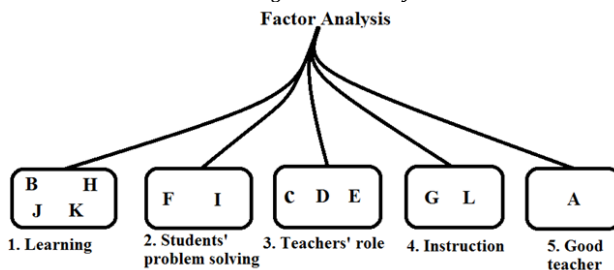 Factor Analysis
B H
J K
F I
C D E
G L
A
1. Learning
2. Students'
problem solving
3. Teachers' role
4. Instruction
5. Good
teacher